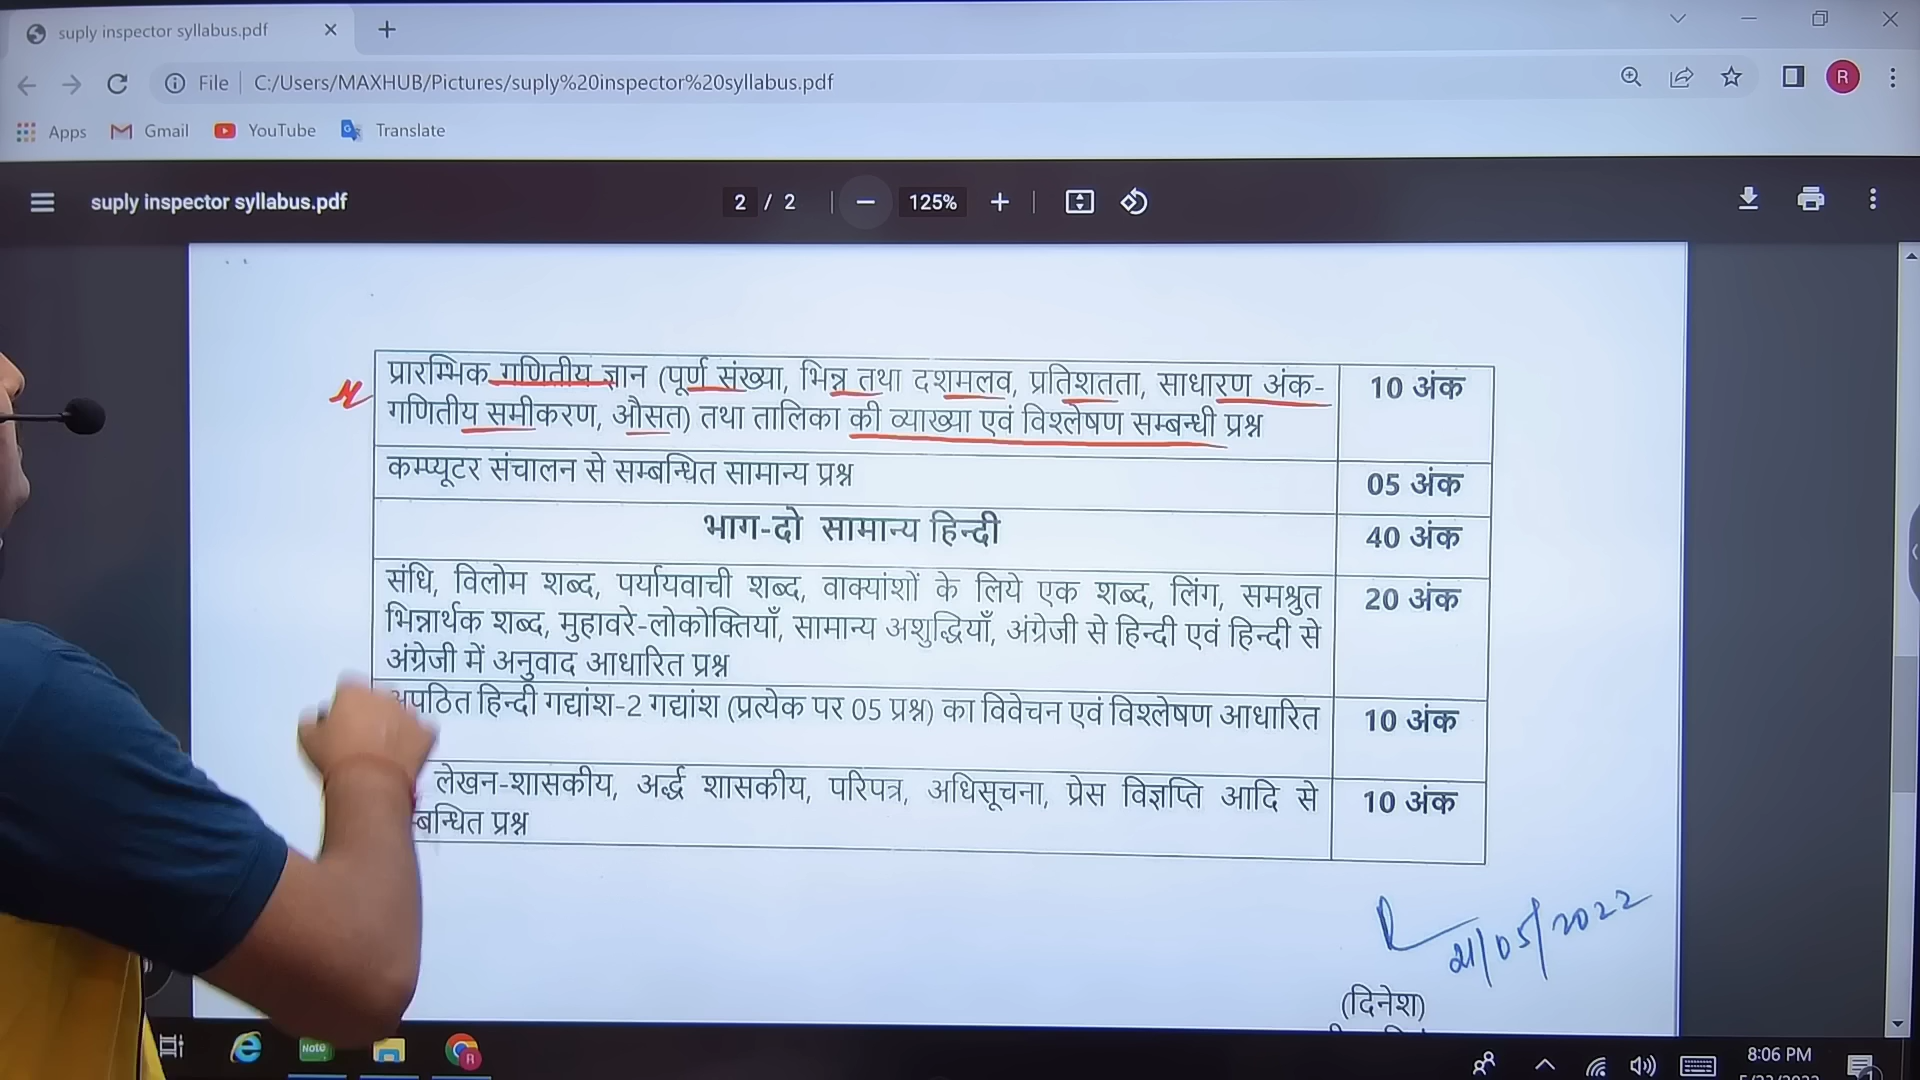 suply inspector syllabus.pdf
File C:/Users/MAXHUB/Pictures/suply%20inspector%20syllabus.pdf
R
Apps Gmail YouTube Translate
suply inspector syllabus.pdf 2 / 2 125%
प्रारम्भिक गणितीय ज्ञान (पूर्ण संख्या, भिन्न तथा दशमलव, प्रतिशतता, साधारण अंक-
गणितीय समीकरण, औसत) तथा तालिका की व्याख्या एवं विश्लेषण सम्बन्धी प्रश्न
10 अंक
कम्प्यूटर संचालन से सम्बन्धित सामान्य प्रश्न
05 अंक
भाग-दो सामान्य हिन्दी
40 अंक
संधि, विलोम शब्द, पर्यायवाची शब्द, वाक्यांशों के लिये एक शब्द, लिंग, समश्रुत
भिन्नार्थक शब्द, मुहावरे-लोकोक्तियाँ, सामान्य अशुद्धियाँ, अंग्रेजी से हिन्दी एवं हिन्दी से
अंग्रेजी में अनुवाद आधारित प्रश्न
20 अंक
अपठित हिन्दी गद्यांश-2 गद्यांश (प्रत्येक पर 05 प्रश्न) का विवेचन एवं विश्लेषण आधारित
10 अंक
लेखन-शासकीय, अर्द्ध शासकीय, परिपत्र, अधिसूचना, प्रेस विज्ञप्ति आदि से
प्रश्न
10 अंक
21/05/2022
(दिनेश)
Note
R
8:06 PM